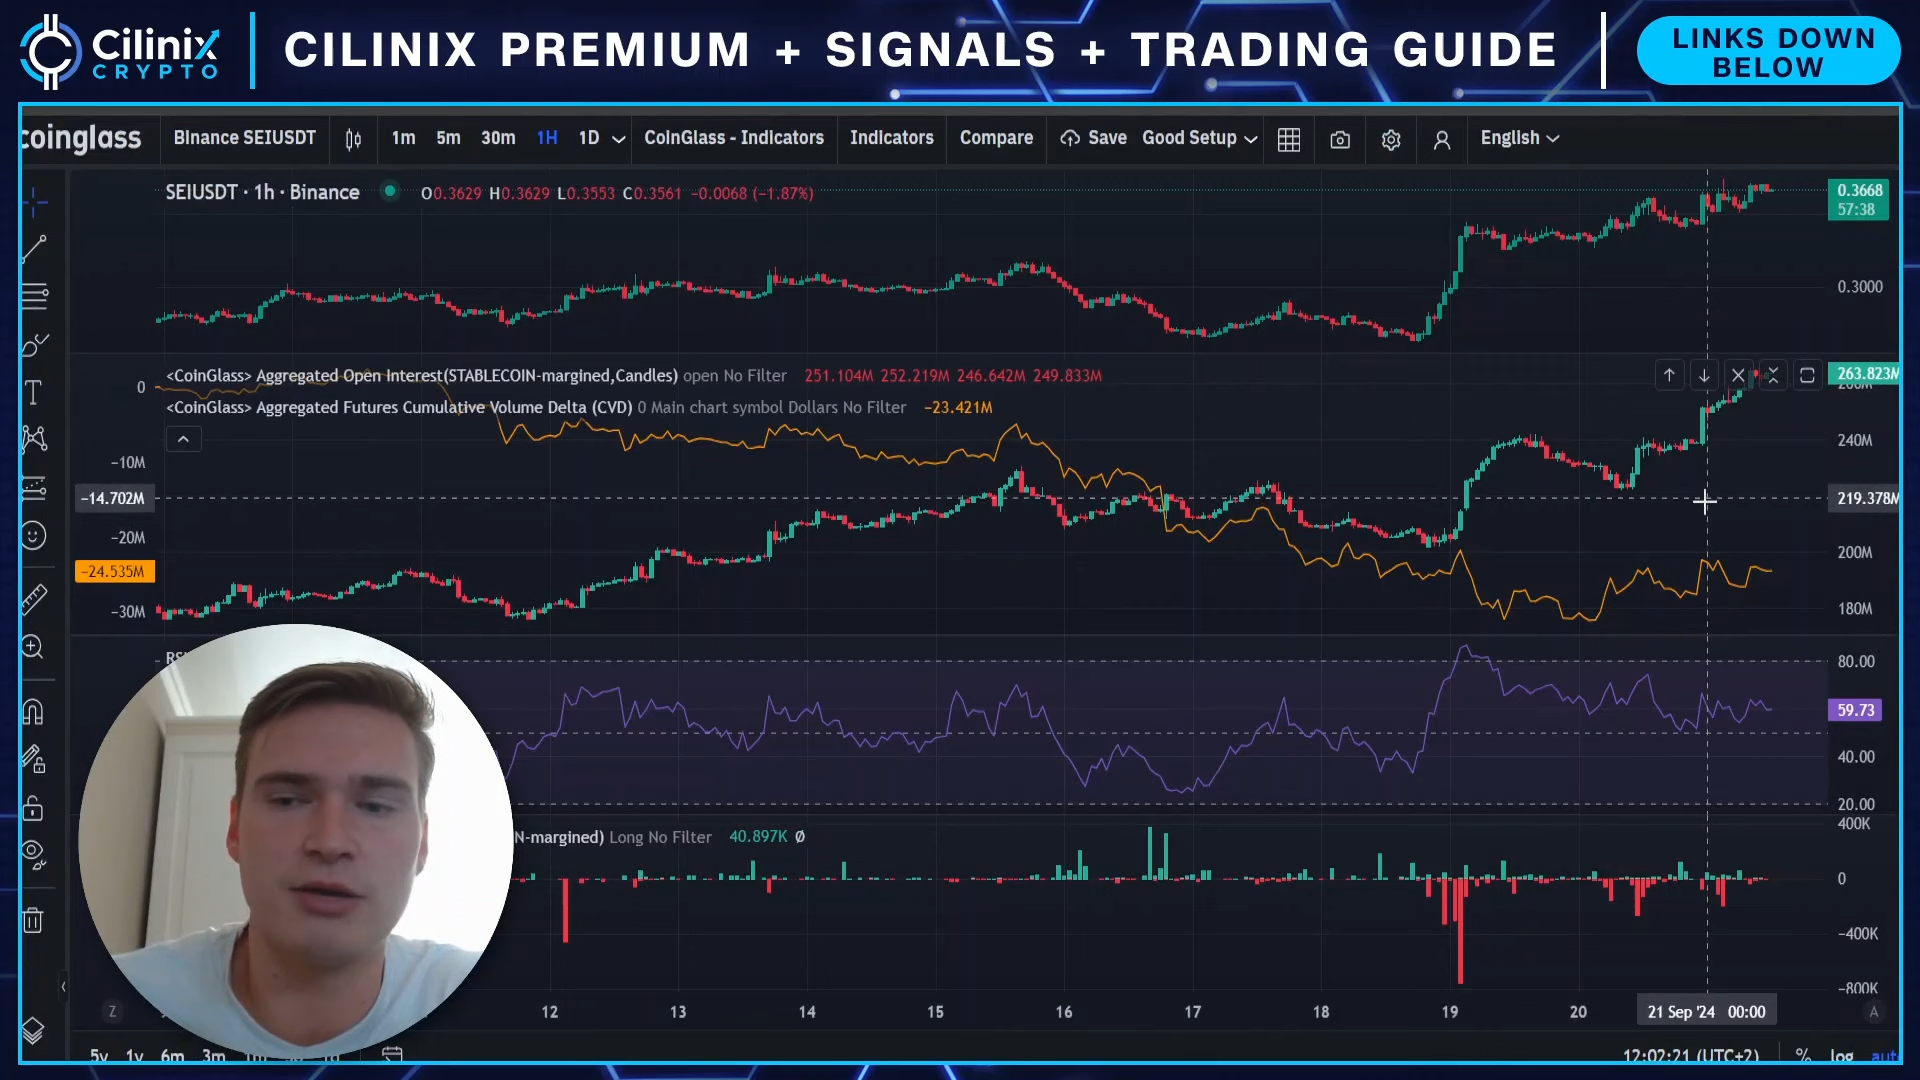 Cilinix
CRYPTO
CILINIX PREMIUM + SIGNALS + TRADING GUIDE
LINKS DOWN
BELOW
coinglass
BInance SEIUSDT
1m 5m 30m 1H 1D
CoinGlass - Indicators
Indicators
Compare
Save
Good Setup
English
SEIUSDT · 1h · Binance
O0.3629 H0.3629 L0.3553 C0.3561 −0.0068 (−1.87%)
0.3668
57:38
0.3000
<CoinGlass> Aggregated Open Interest(STABLECOIN-margined,Candles) open No Filter 251.104M 252.219M 246.642M 249.833M
<CoinGlass> Aggregated Futures Cumulative Volume Delta (CVD) 0 Main chart symbol Dollars No Filter −23.421M
0
−10M
−14.702M
−20M
−24.535M
−30M
263.823M
260M
240M
219.378M
200M
180M
RS
80.00
59.73
40.00
20.00
N-margined) Long No Filter 40.897K Ø
400K
0
−400K
−800K
Z
12 13 14 15 16 17 18 19 20
21 Sep '24 00:00
A
5y 1y 6m 3m
12:02:21 (UTC+2)
%
log
auto